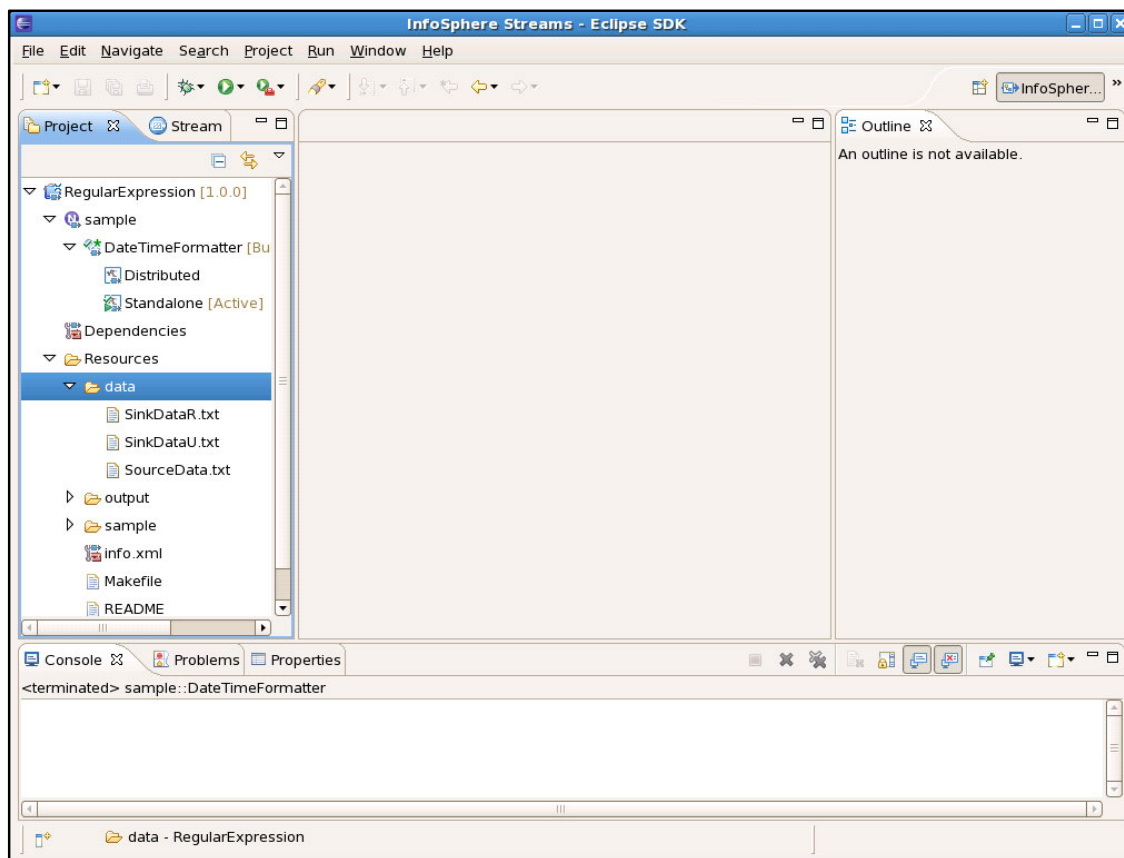 InfoSphere Streams - Eclipse SDK
File Edit Navigate Search Project Run Window Help
InfoSpher... »
Project Stream
Outline
An outline is not available.
RegularExpression [1.0.0]
sample
DateTimeFormatter [Bu
Distributed
Standalone [Active]
Dependencies
Resources
data
SinkDataR.txt
SinkDataU.txt
SourceData.txt
output
sample
info.xml
Makefile
README
Console Problems Properties
<terminated> sample::DateTimeFormatter
data - RegularExpression